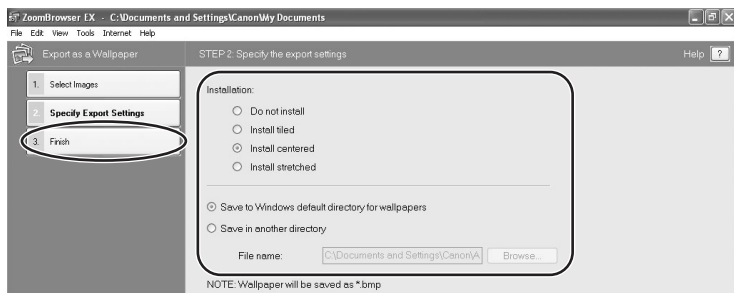 ZoomBrowser EX - C:\Documents and Settings\Canon\My Documents
File Edit View Tools Internet Help
Export as a Wallpaper
STEP 2: Specify the export settings
Help ?
1. Select Images
2. Specify Export Settings
3. Finish
Installation:
Do not install
Install tiled
Install centered
Install stretched
Save to Windows default directory for wallpapers
Save in another directory
File name: C:\Documents and Settings\Canon\A Browse...
NOTE: Wallpaper will be saved as *.bmp